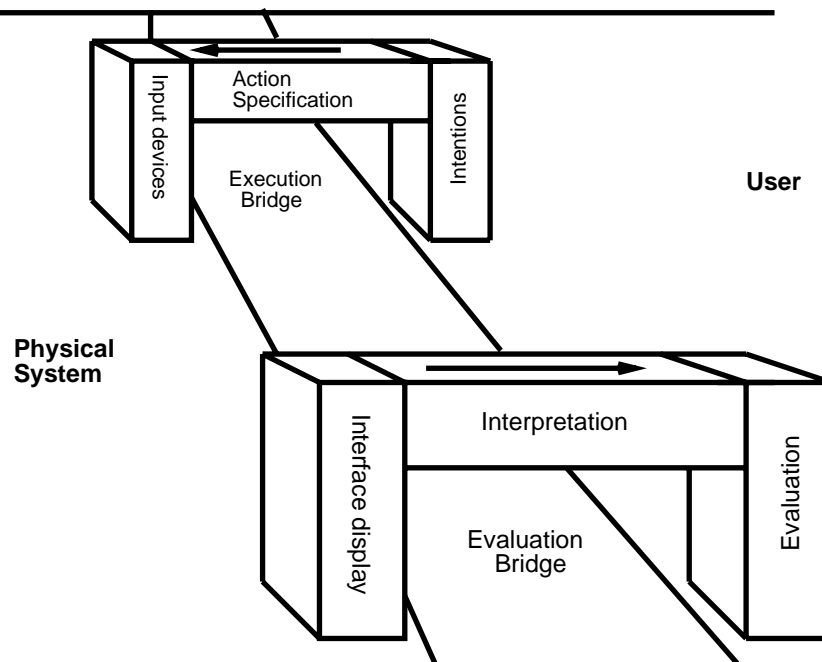 Action
Specification
Input devices
Intentions
Execution
Bridge
User
Physical
System
Interpretation
Interface display
Evaluation
Evaluation
Bridge